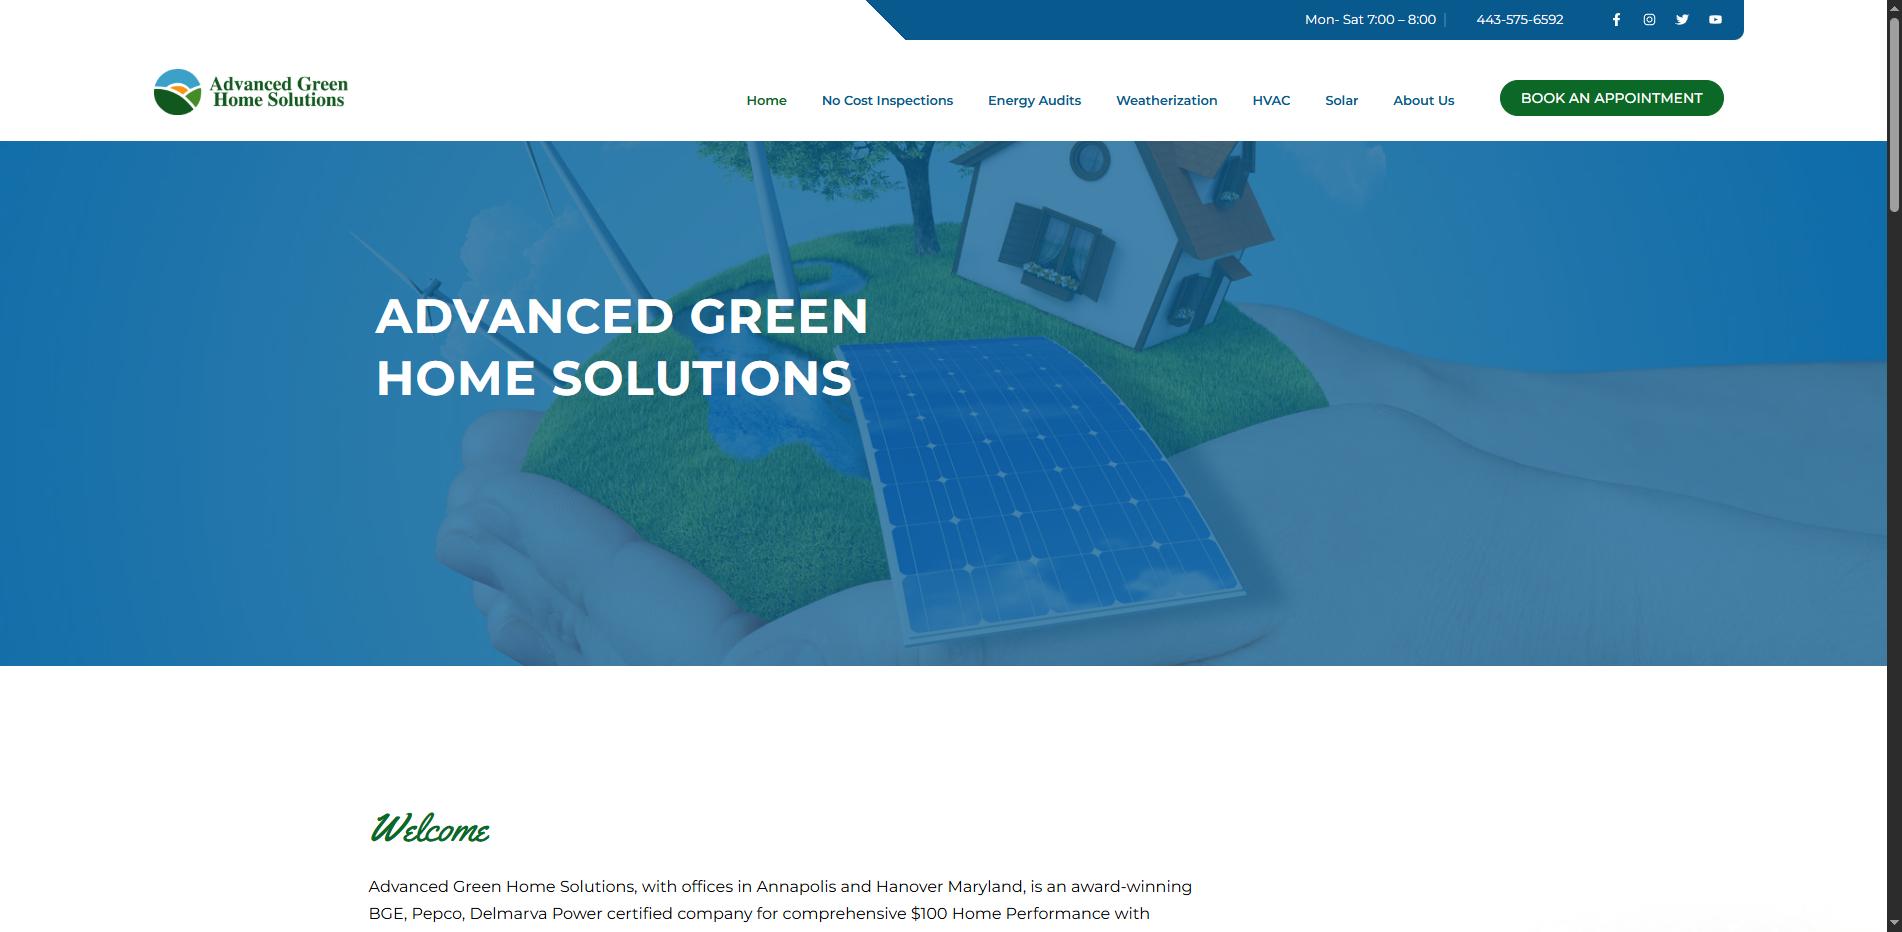 Mon- Sat 7:00 – 8:00
443-575-6592
Advanced Green
Home Solutions
Home
No Cost Inspections
Energy Audits
Weatherization
HVAC
Solar
About Us
BOOK AN APPOINTMENT
ADVANCED GREEN
HOME SOLUTIONS
Welcome
Advanced Green Home Solutions, with offices in Annapolis and Hanover Maryland, is an award-winning
BGE, Pepco, Delmarva Power certified company for comprehensive $100 Home Performance with